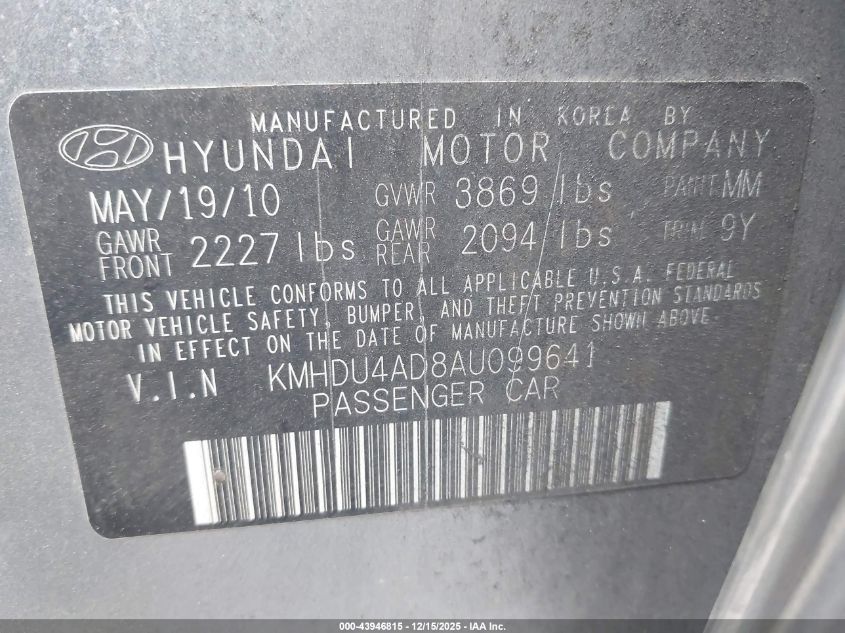 MANUFACTURED IN KOREA BY
HYUNDAI MOTOR COMPANY
MAY/19/10 GVWR 3869 lbs PAINT MM
GAWR FRONT 2227 lbs GAWR REAR 2094 lbs TRIM 9Y
THIS VEHICLE CONFORMS TO ALL APPLICABLE U.S.A. FEDERAL
MOTOR VEHICLE SAFETY, BUMPER, AND THEFT PREVENTION STANDARDS
IN EFFECT ON THE DATE OF MANUFACTURE SHOWN ABOVE.
V.I.N KMHDU4AD8AU099641
PASSENGER CAR
000-43946815 - 12/15/2025 - IAA Inc.